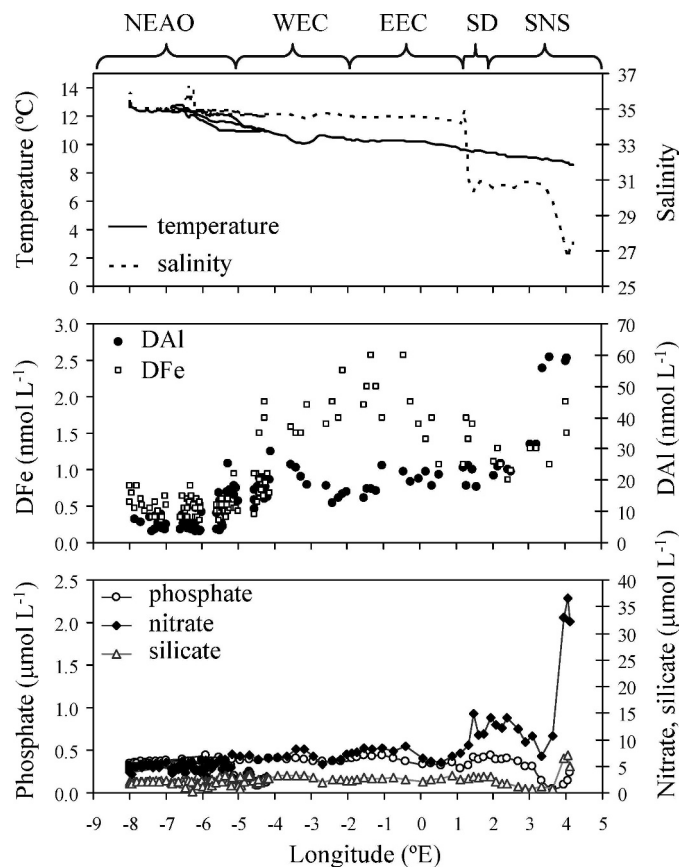 NEAO WEC EEC SD SNS
Temperature (ºC)
14
12
10
8
6
4
2
0
temperature
salinity
37
35
33
31
29
27
25
Salinity
DFe (nmol L-1)
3.0
2.5
2.0
1.5
1.0
0.5
0.0
DAl
DFe
70
60
50
40
30
20
10
0
DAl (nmol L-1)
Phosphate (µmol L-1)
2.5
2.0
1.5
1.0
0.5
0.0
phosphate
nitrate
silicate
40
35
30
25
20
15
10
5
0
Nitrate, silicate (µmol L-1)
-9 -8 -7 -6 -5 -4 -3 -2 -1 0 1 2 3 4 5
Longitude (ºE)